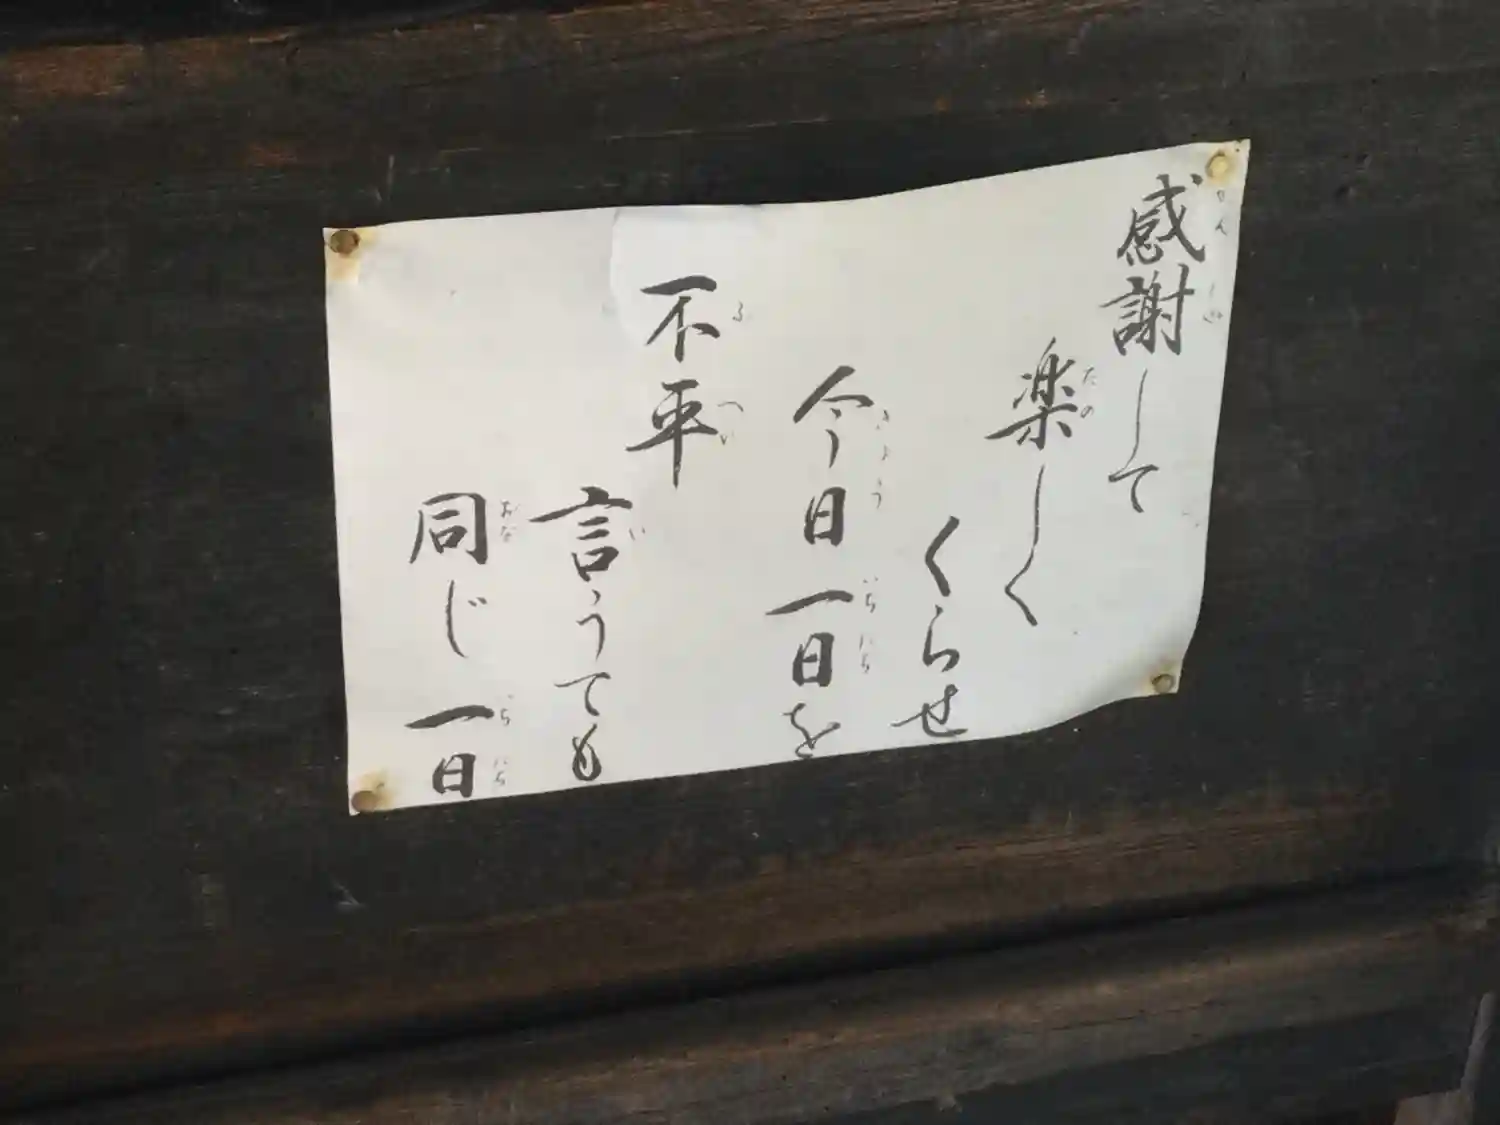 感謝して
楽しく
くらせ
今日一日を
不平
言うても
同じ一日